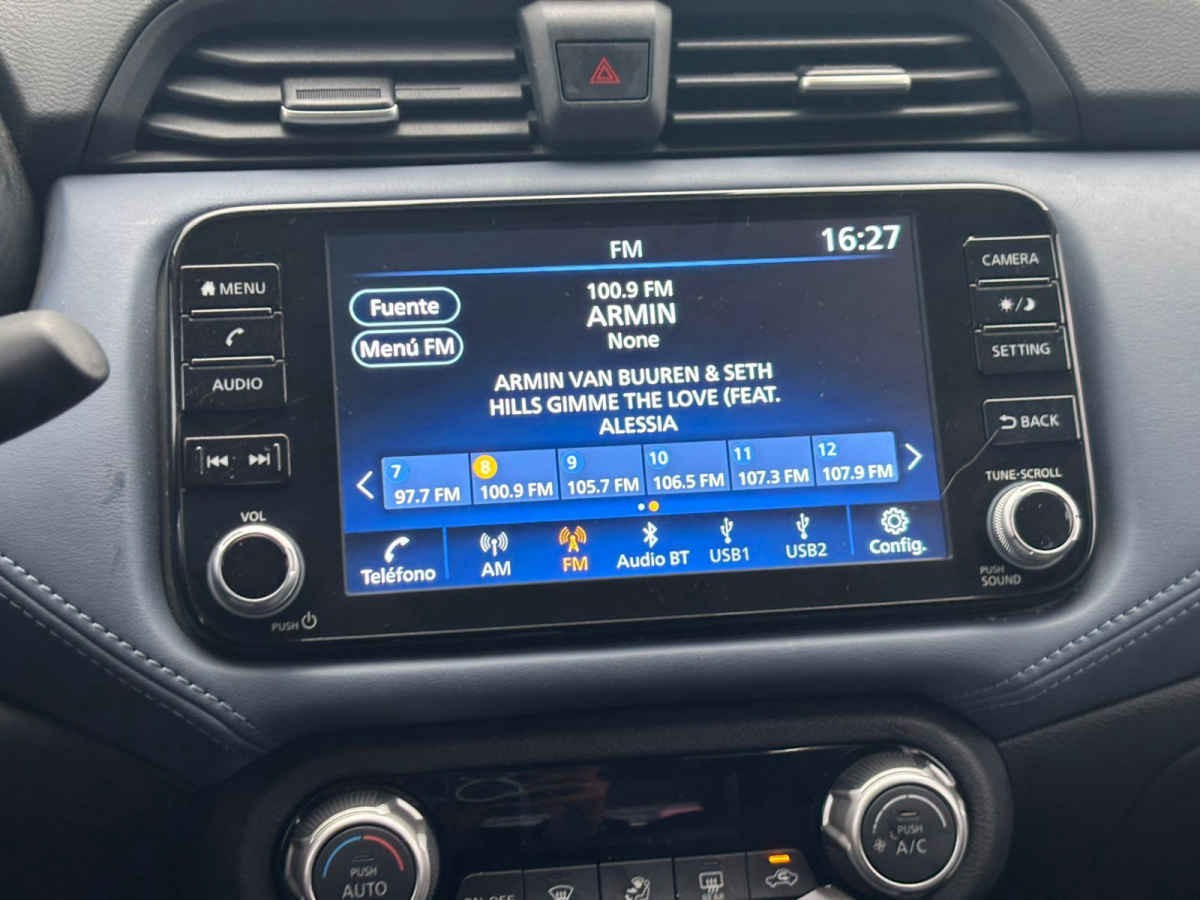 FM
16:27
Fuente
100.9 FM
ARMIN
Menú FM
None
ARMIN VAN BUUREN & SETH
HILLS GIMME THE LOVE (FEAT.
ALESSIA
7 8 9 10 11 12
97.7 FM 100.9 FM 105.7 FM 106.5 FM 107.3 FM 107.9 FM
Teléfono AM FM Audio BT USB1 USB2 Config.
MENU
AUDIO
VOL
PUSH
CAMERA
SETTING
BACK
TUNE·SCROLL
PUSH
SOUND
PUSH
AUTO
ON·OFF
REAR
PUSH
A/C